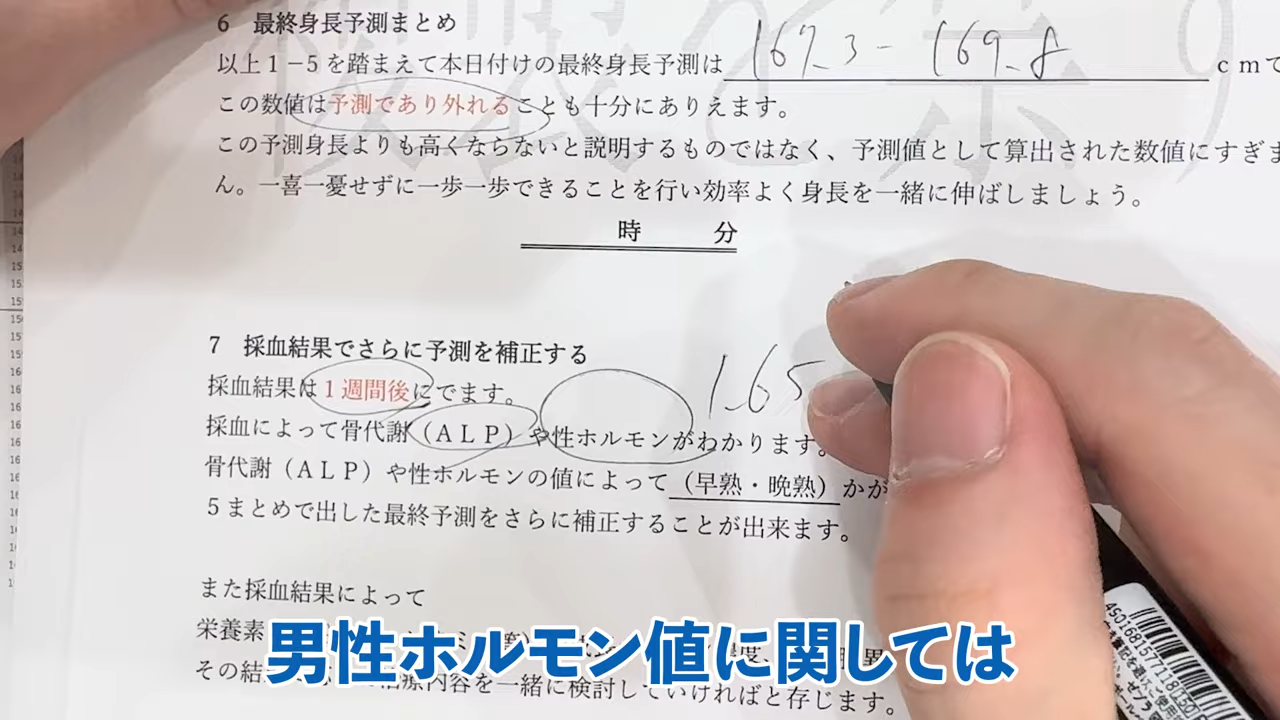 6 最終身長予測まとめ
以上1－5を踏まえて本日付けの最終身長予測は 167.3 - 169.8 cmで
この数値は予測であり外れることも十分にありえます。
この予測身長よりも高くならないと説明するものではなく、予測値として算出された数値にすぎま
ん。一喜一憂せずに一歩一歩できることを行い効率よく身長を一緒に伸ばしましょう。
時 分
7 採血結果でさらに予測を補正する
採血結果は1週間後にでます。
1.65
採血によって骨代謝（ALP）や性ホルモンがわかります。
骨代謝（ALP）や性ホルモンの値によって（早熟・晩熟）かが
5まとめで出した最終予測をさらに補正することが出来ます。
また採血結果によって
栄養素
その結
治療内容を一緒に検討していければと存じます。
男性ホルモン値に関しては